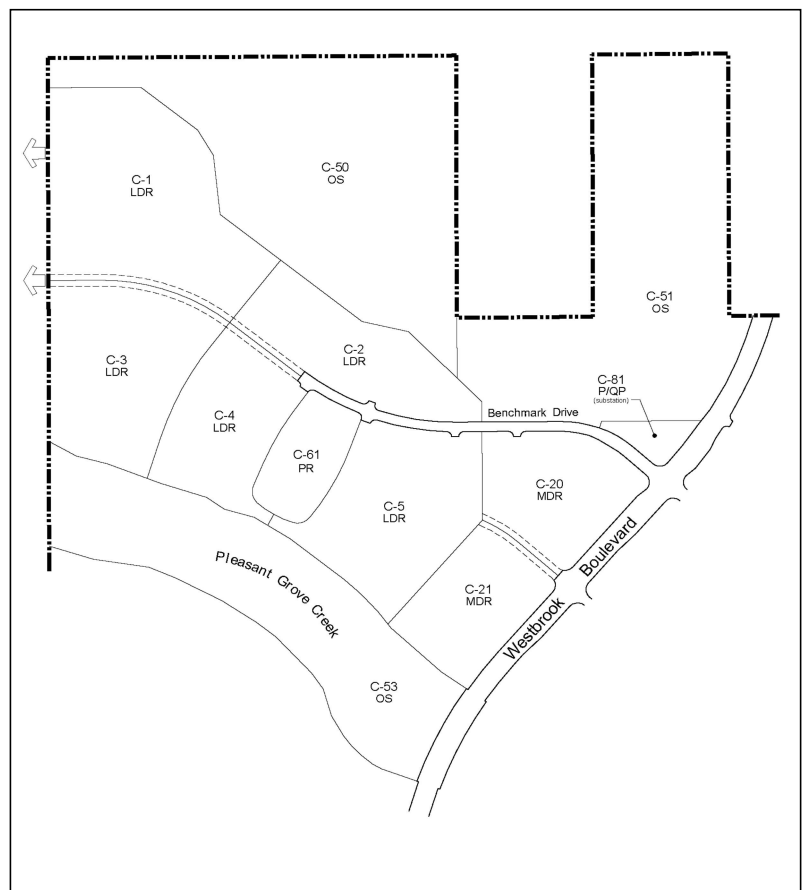 C-1
LDR
C-50
OS
C-51
OS
C-3
LDR
C-2
LDR
C-81
P/QP
(substation)
C-4
LDR
Benchmark Drive
C-61
PR
C-20
MDR
C-5
LDR
Pleasant Grove Creek
C-21
MDR
Westbrook Boulevard
C-53
OS